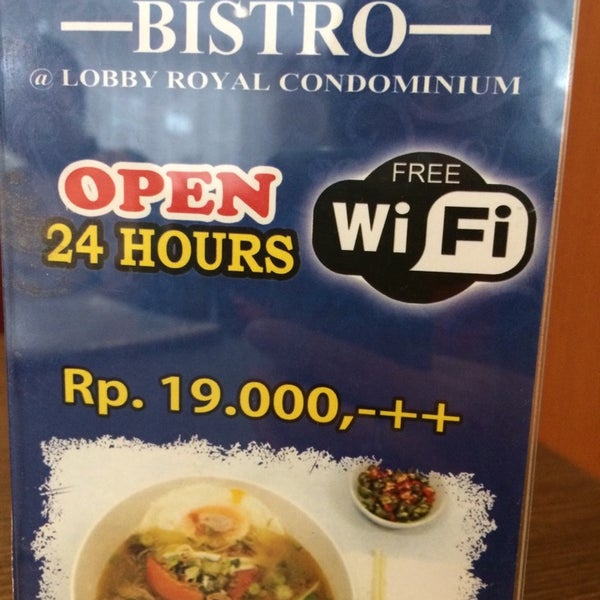 —BISTRO—
@ LOBBY ROYAL CONDOMINIUM
OPEN
24 HOURS
FREE
WiFi
Rp. 19.000,-++